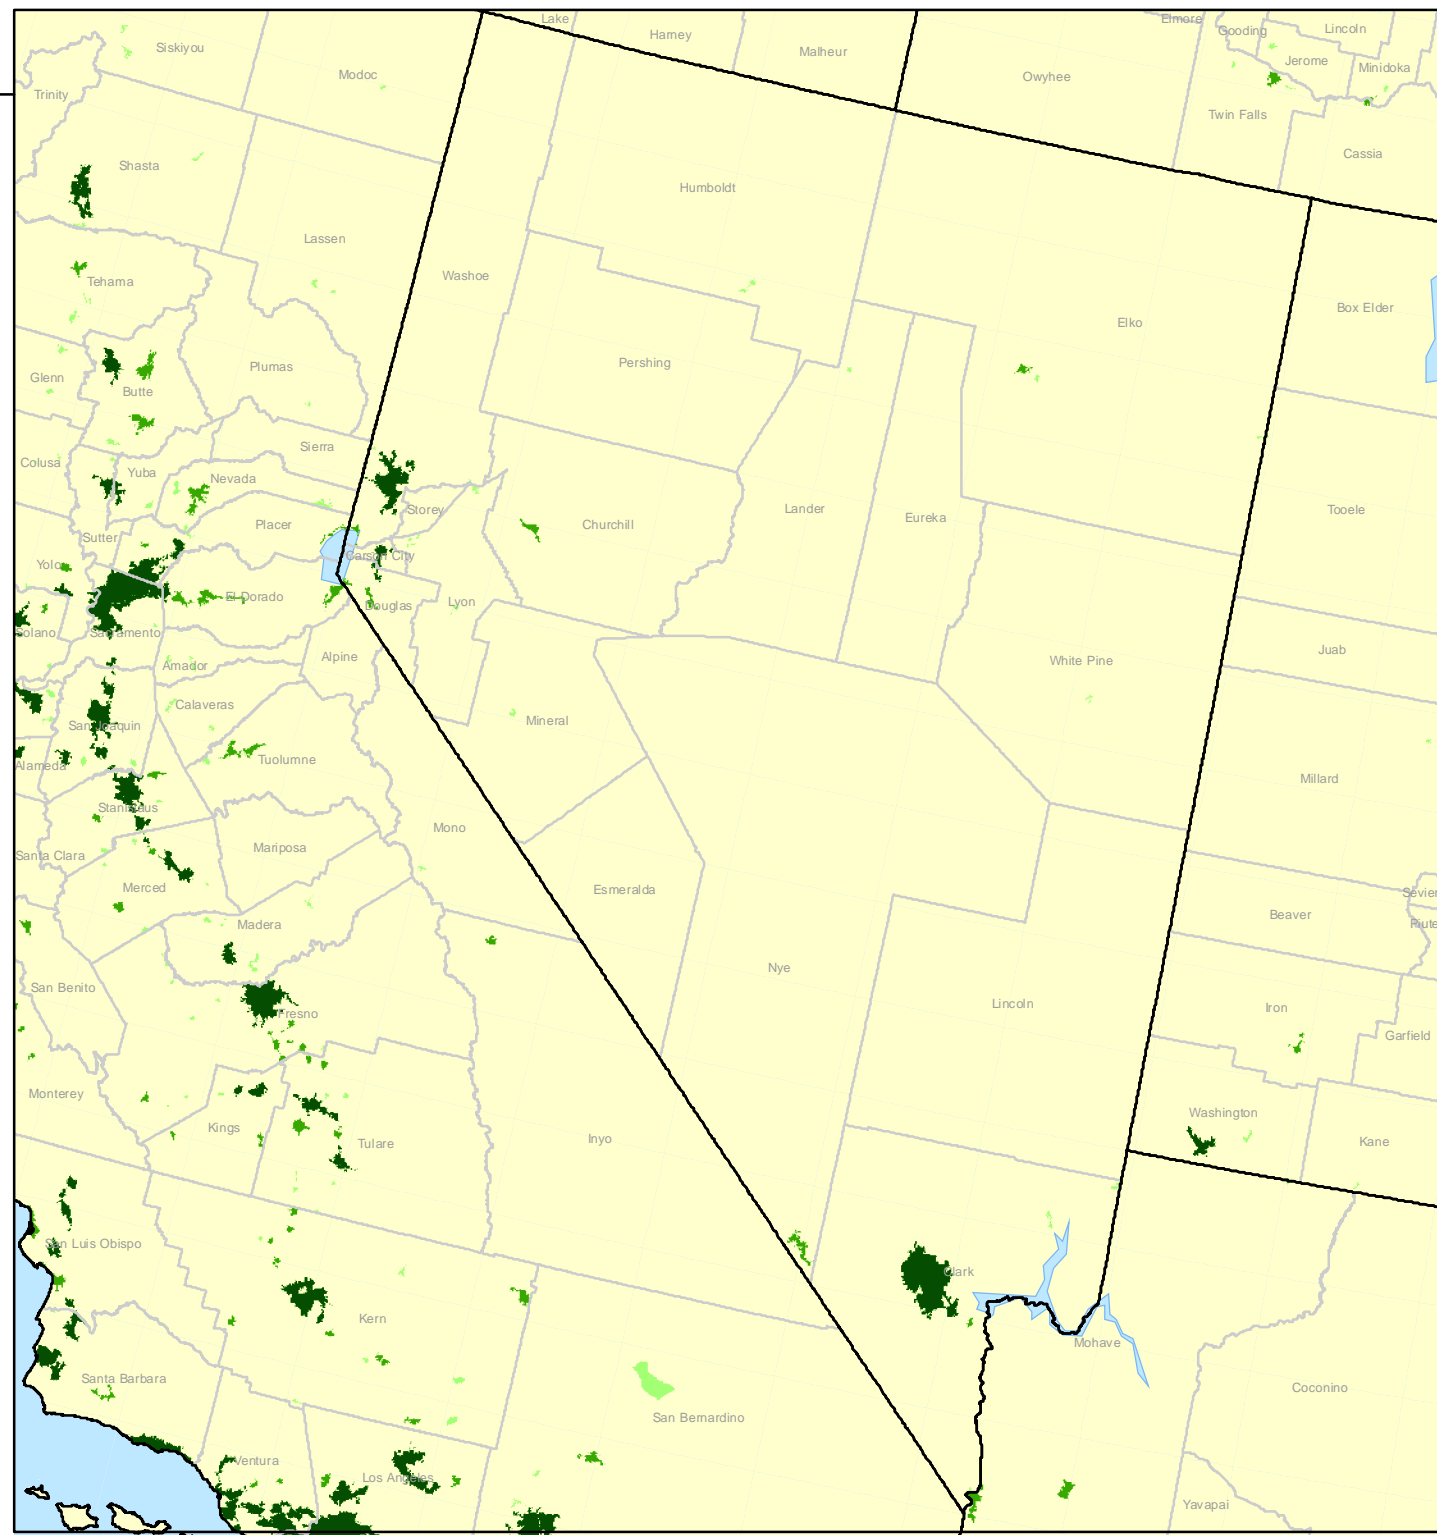 Lake
Elmore
Siskiyou
Harney
Gooding
Lincoln
Malheur
Modoc
Owyhee
Jerome
Minidoka
Trinity
Twin Falls
Shasta
Cassia
Humboldt
Lassen
Washoe
Tehama
Box Elder
Elko
Pershing
Plumas
Glenn
Butte
Sierra
Colusa
Yuba
Nevada
Storey
Lander
Tooele
Eureka
Placer
Churchill
Sutter
Carson City
Yolo
El Dorado
Lyon
Douglas
Solano
Sacramento
Juab
Alpine
White Pine
Amador
Calaveras
Mineral
San Joaquin
Tuolumne
Alameda
Millard
Stanislaus
Mono
Mariposa
Santa Clara
Merced
Esmeralda
Sevier
Beaver
Piute
Madera
Nye
San Benito
Lincoln
Iron
Fresno
Garfield
Monterey
Washington
Kings
Inyo
Tulare
Kane
San Luis Obispo
Clark
Kern
Mohave
Santa Barbara
Coconino
San Bernardino
Ventura
Los Angeles
Yavapai